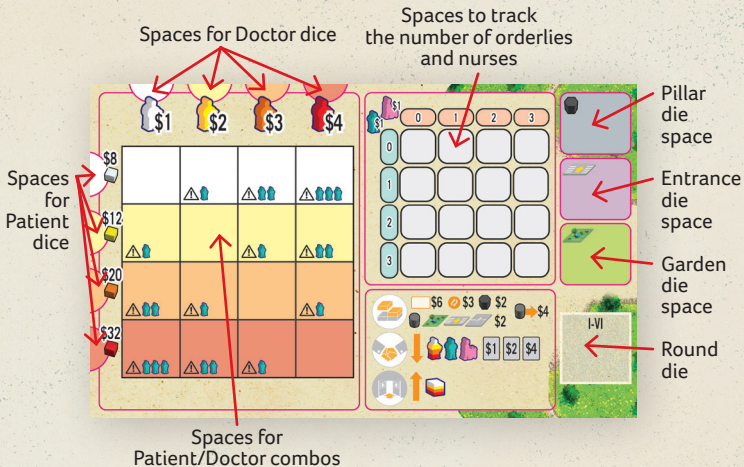 Spaces for Doctor dice
Spaces to track
the number of orderlies
and nurses
$1
$2
$3
$4
$8
$12
$20
$32
Spaces
for
Patient
dice
$1
$1
0
1
2
3
0
1
2
3
$6
$3
$2
$2
$4
$1
$2
$4
I-VI
Pillar
die
space
Entrance
die
space
Garden
die
space
Round
die
Spaces for
Patient/Doctor combos